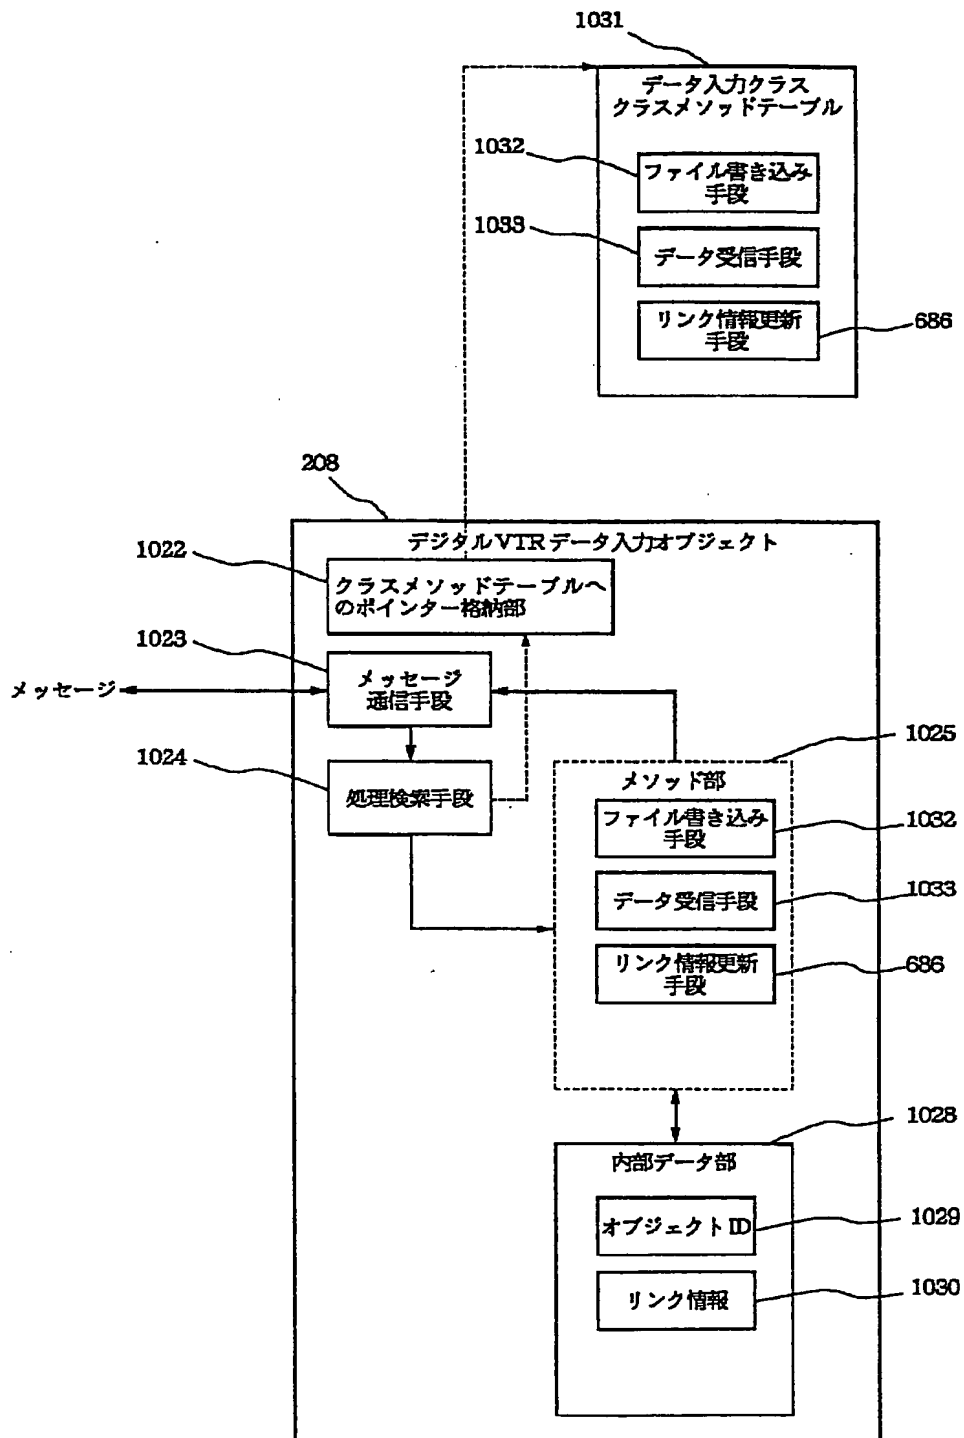 1031
データ入力クラス
クラスメソッドテーブル
1032
ファイル書き込み
手段
1033
データ受信手段
リンク情報更新
手段
686
208
デジタルVTRデータ入力オブジェクト
1022
クラスメソッドテーブルへ
のポインター格納部
1023
メッセージ
メッセージ
通信手段
1024
処理検索手段
1025
メソッド部
ファイル書き込み
手段
1032
データ受信手段
1033
リンク情報更新
手段
686
1028
内部データ部
オブジェクトID
1029
リンク情報
1030